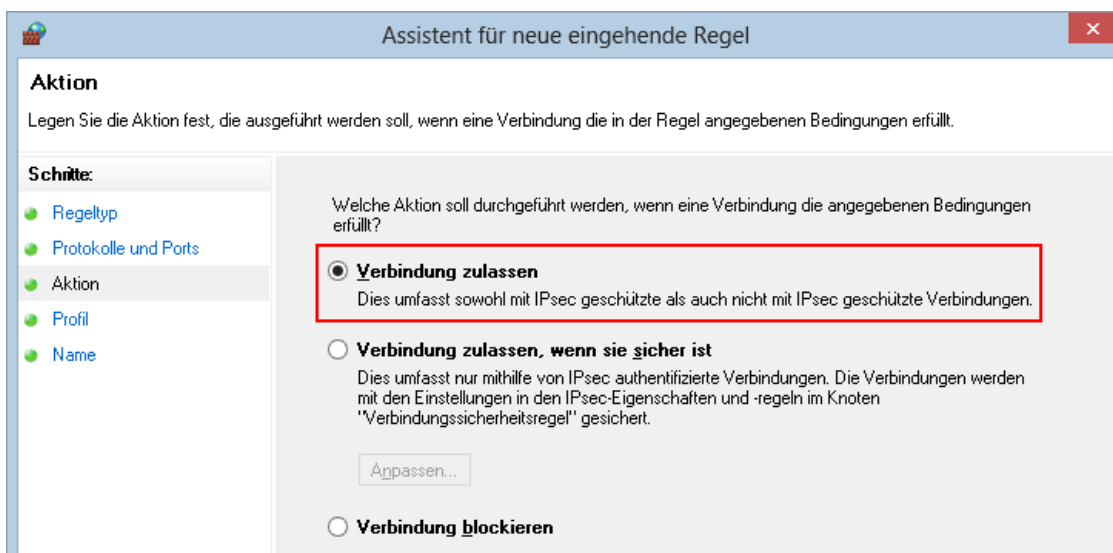 Assistent für neue eingehende Regel
Aktion
Legen Sie die Aktion fest, die ausgeführt werden soll, wenn eine Verbindung die in der Regel angegebenen Bedingungen erfüllt.
Schritte:
Regeltyp
Protokolle und Ports
Aktion
Profil
Name
Welche Aktion soll durchgeführt werden, wenn eine Verbindung die angegebenen Bedingungen
erfüllt?
Verbindung zulassen
Dies umfasst sowohl mit IPsec geschützte als auch nicht mit IPsec geschützte Verbindungen.
Verbindung zulassen, wenn sie sicher ist
Dies umfasst nur mithilfe von IPsec authentifizierte Verbindungen. Die Verbindungen werden
mit den Einstellungen in den IPsec-Eigenschaften und -regeln im Knoten
"Verbindungssicherheitsregel" gesichert.
Anpassen...
Verbindung blockieren